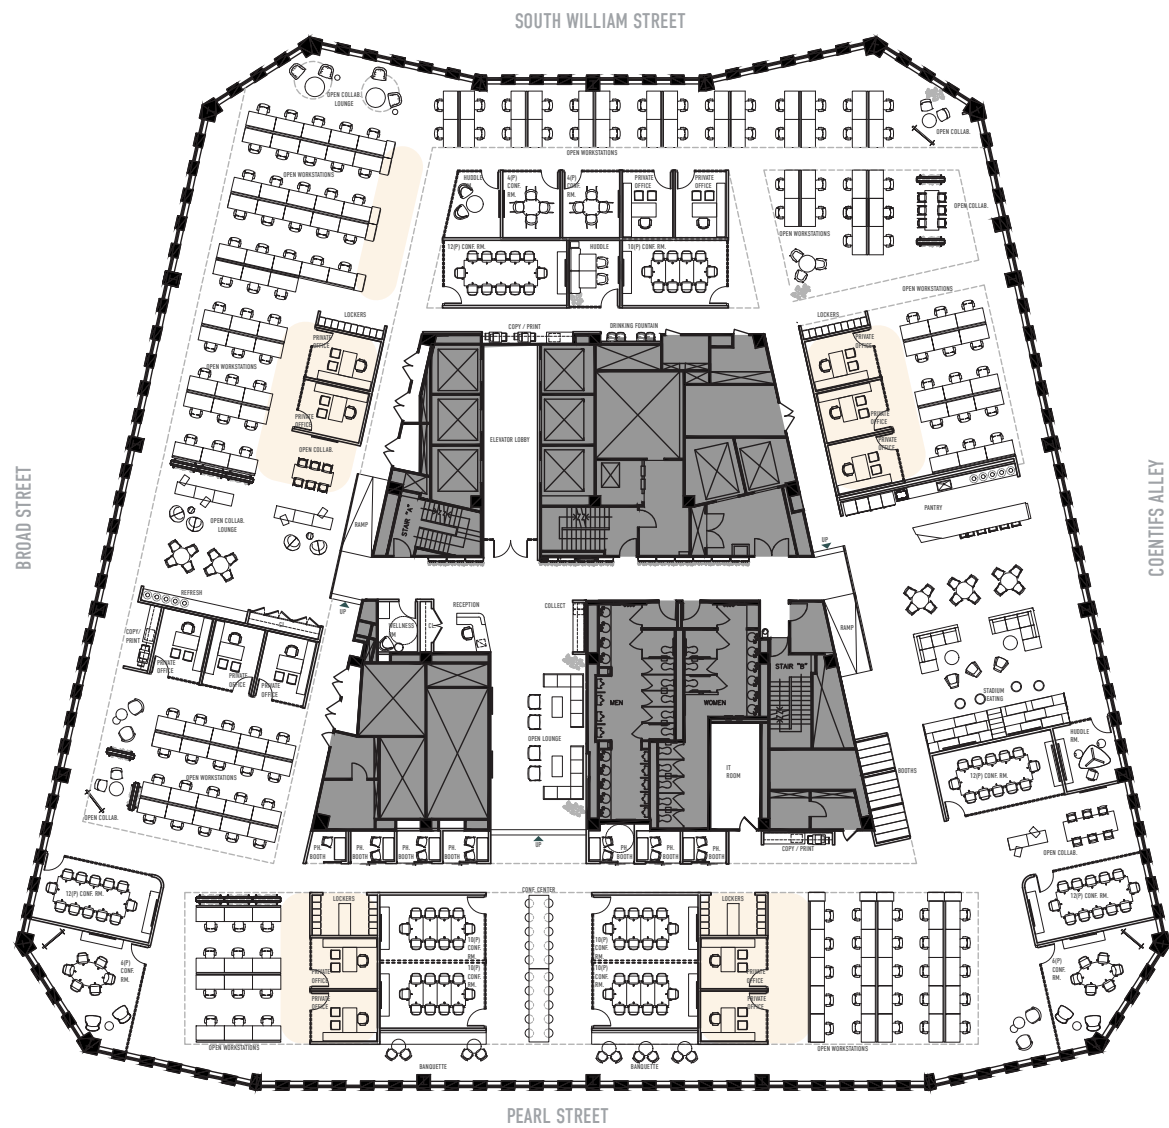 SOUTH WILLIAM STREET
OPEN COLLAB.
LOUNGE
OPEN COLLAB.
OPEN WORKSTATIONS
OPEN WORKSTATIONS
HUDDLE
4(P)
CONF.
RM.
4(P)
CONF.
RM.
PRIVATE
OFFICE
PRIVATE
OFFICE
OPEN COLLAB.
OPEN WORKSTATIONS
12(P) CONF. RM.
HUDDLE
10(P) CONF. RM.
OPEN WORKSTATIONS
LOCKERS
COPY / PRINT
DRINKING FOUNTAIN
LOCKERS
PRIVATE
OFFICE
PRIVATE
OFFICE
OPEN WORKSTATIONS
PRIVATE
OFFICE
PRIVATE
OFFICE
PRIVATE
OFFICE
ELEVATOR LOBBY
OPEN COLLAB.
BROAD STREET
COENTIFS ALLEY
OPEN COLLAB.
LOUNGE
RAMP
STAIR "A"
PANTRY
UP
REFRESH
UP
WELLNESS
RM
CL.
RECEPTION
COLLECT
CL.
COPY/
PRINT
RAMP
PRIVATE
OFFICE
PRIVATE
OFFICE
PRIVATE
OFFICE
STAIR "B"
MEN
WOMEN
STADIUM
SEATING
HUDDLE
RM.
OPEN LOUNGE
IT
ROOM
BOOTHS
12(P) CONF. RM.
OPEN WORKSTATIONS
OPEN COLLAB.
PH.
BOOTH
PH.
BOOTH
PH.
BOOTH
PH.
BOOTH
UP
PH.
BOOTH
PH.
BOOTH
PH.
BOOTH
COPY / PRINT
OPEN COLLAB.
12(P) CONF. RM.
12(P) CONF. RM.
LOCKERS
CONF. CENTER
LOCKERS
6(P)
CONF.
RM.
PRIVATE
OFFICE
PRIVATE
OFFICE
10(P)
CONF.
RM.
10(P)
CONF.
RM.
10(P)
CONF.
RM.
10(P)
CONF.
RM.
PRIVATE
OFFICE
PRIVATE
OFFICE
6(P)
CONF.
RM.
OPEN WORKSTATIONS
OPEN WORKSTATIONS
BANQUETTE
BANQUETTE
PEARL STREET